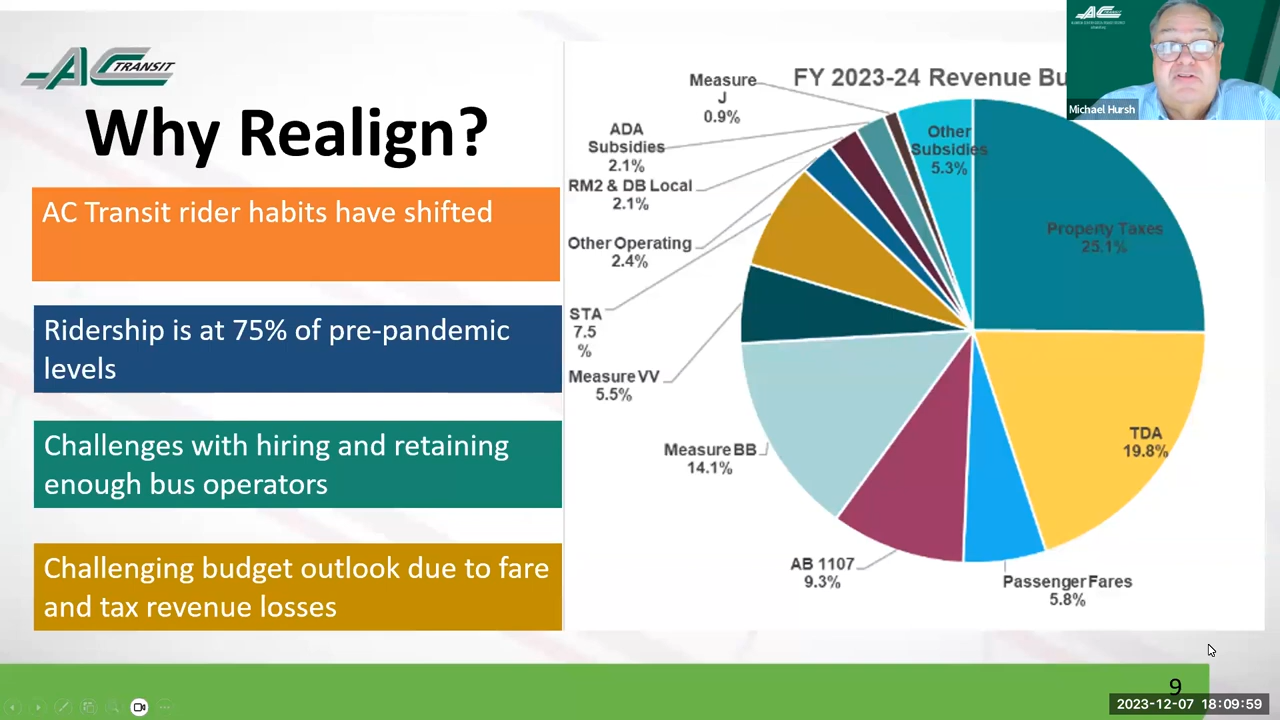 AC TRANSIT
Why Realign?
AC Transit rider habits have shifted
Ridership is at 75% of pre-pandemic
levels
Challenges with hiring and retaining
enough bus operators
Challenging budget outlook due to fare
and tax revenue losses
FY 2023-24 Revenue Bu
Measure
J
0.9%
ADA
Subsidies
2.1%
RM2 & DB Local
2.1%
Other Operating
2.4%
STA
7.5
%
Measure VV
5.5%
Measure BB
14.1%
AB 1107
9.3%
Passenger Fares
5.8%
TDA
19.8%
Property Taxes
25.1%
Other
Subsidies
5.3%
AC TRANSIT
Michael Hursh
9
2023-12-07 18:09:59